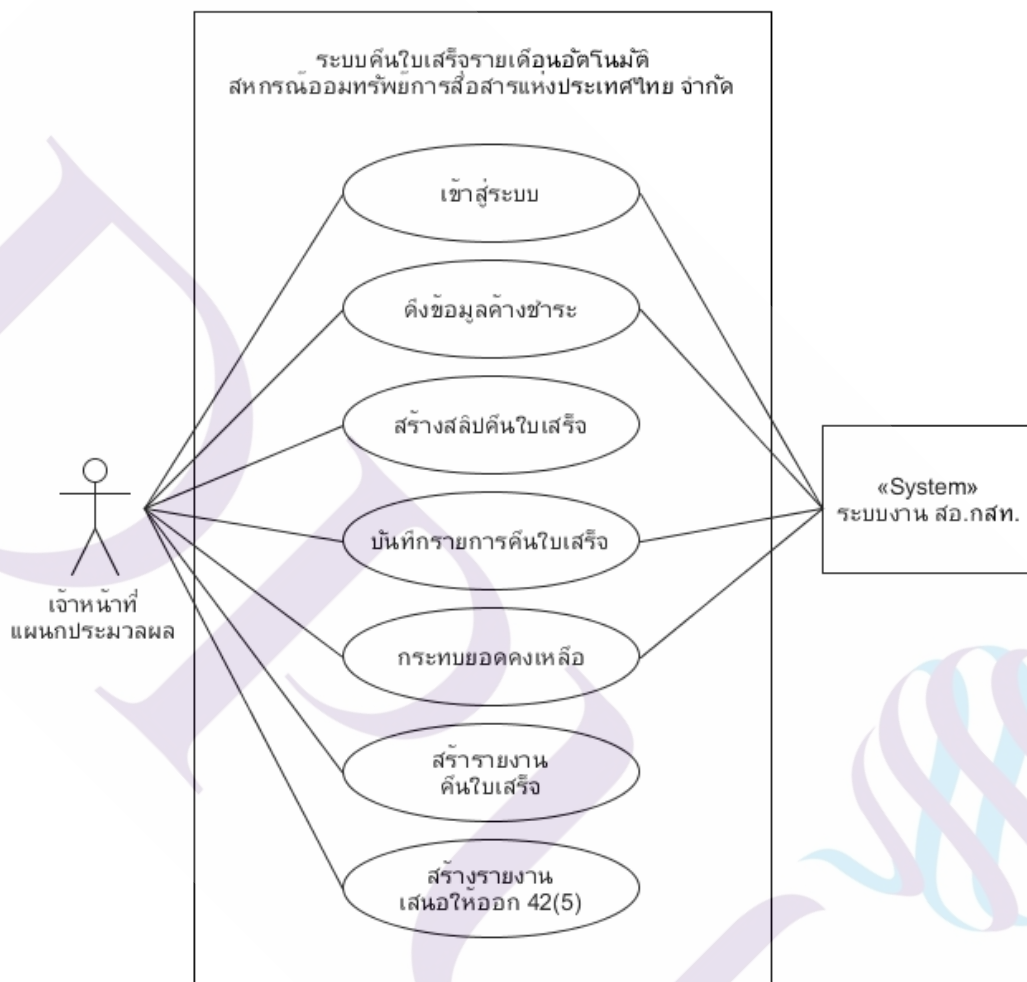 ระบบคืนใบเสร็จรายเดือนอัตโนมัติ
สหกรณ์ออมทรัพย์การสื่อสารแห่งประเทศไทย จำกัด
เข้าสู่ระบบ
ดึงข้อมูลค้างชำระ
สร้างสลิปคืนใบเสร็จ
«System»
ระบบงาน สอ.กสท.
บันทึกรายการคืนใบเสร็จ
เจ้าหน้าที่
แผนกประมวลผล
กระทบยอดคงเหลือ
สร้ารายงาน
คืนใบเสร็จ
สร้างรายงาน
เสนอให้ออก 42(5)